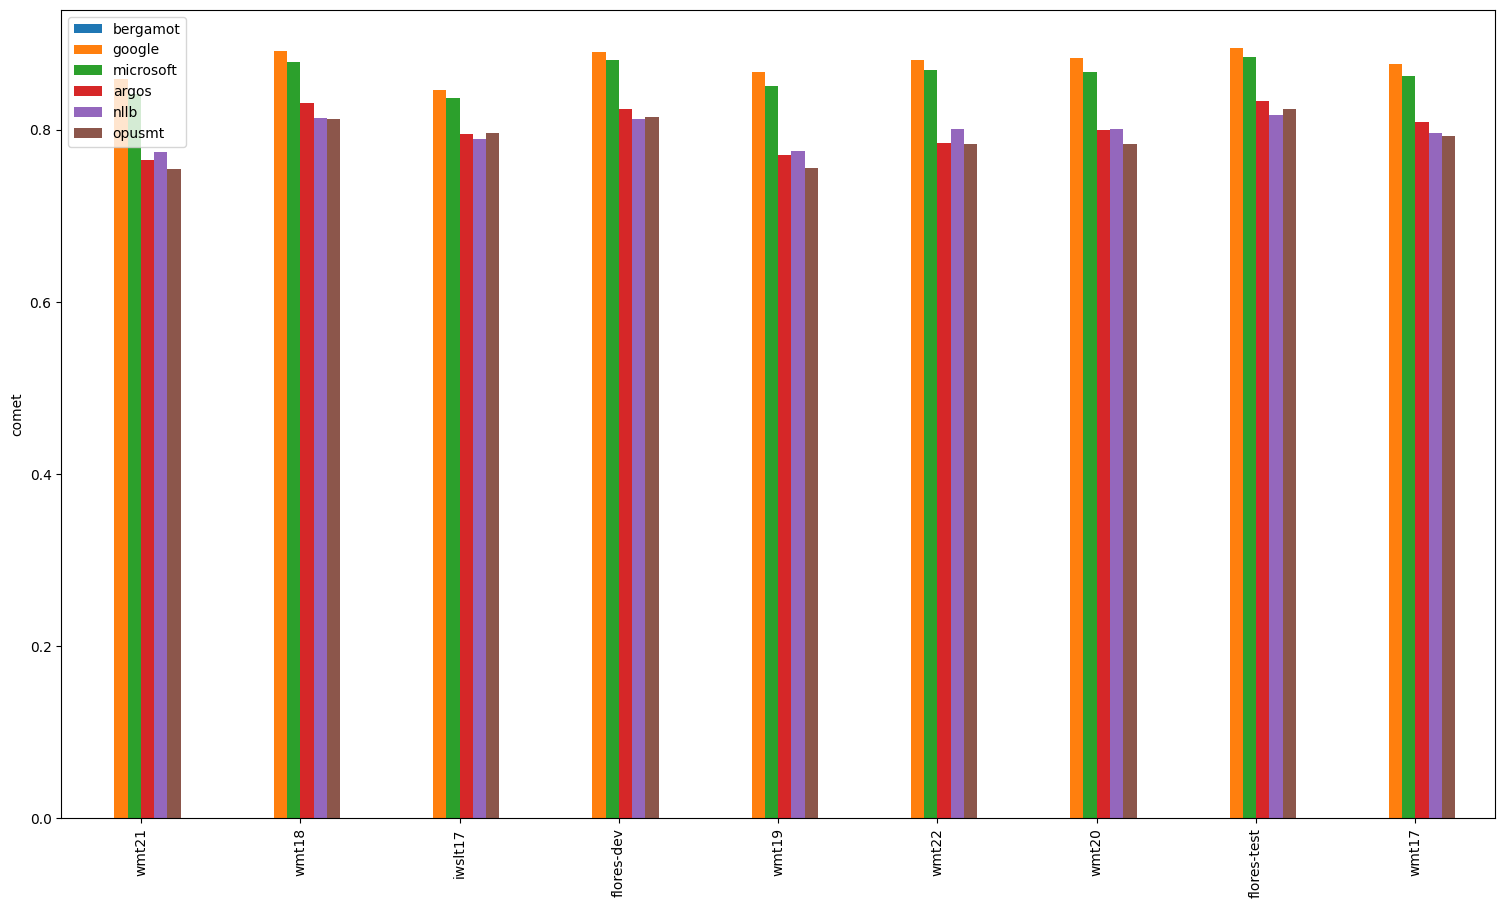 bergamot
google
microsoft
argos
nllb
opusmt
comet
0.8
0.6
0.4
0.2
0.0
wmt21
wmt18
iwslt17
flores-dev
wmt19
wmt22
wmt20
flores-test
wmt17